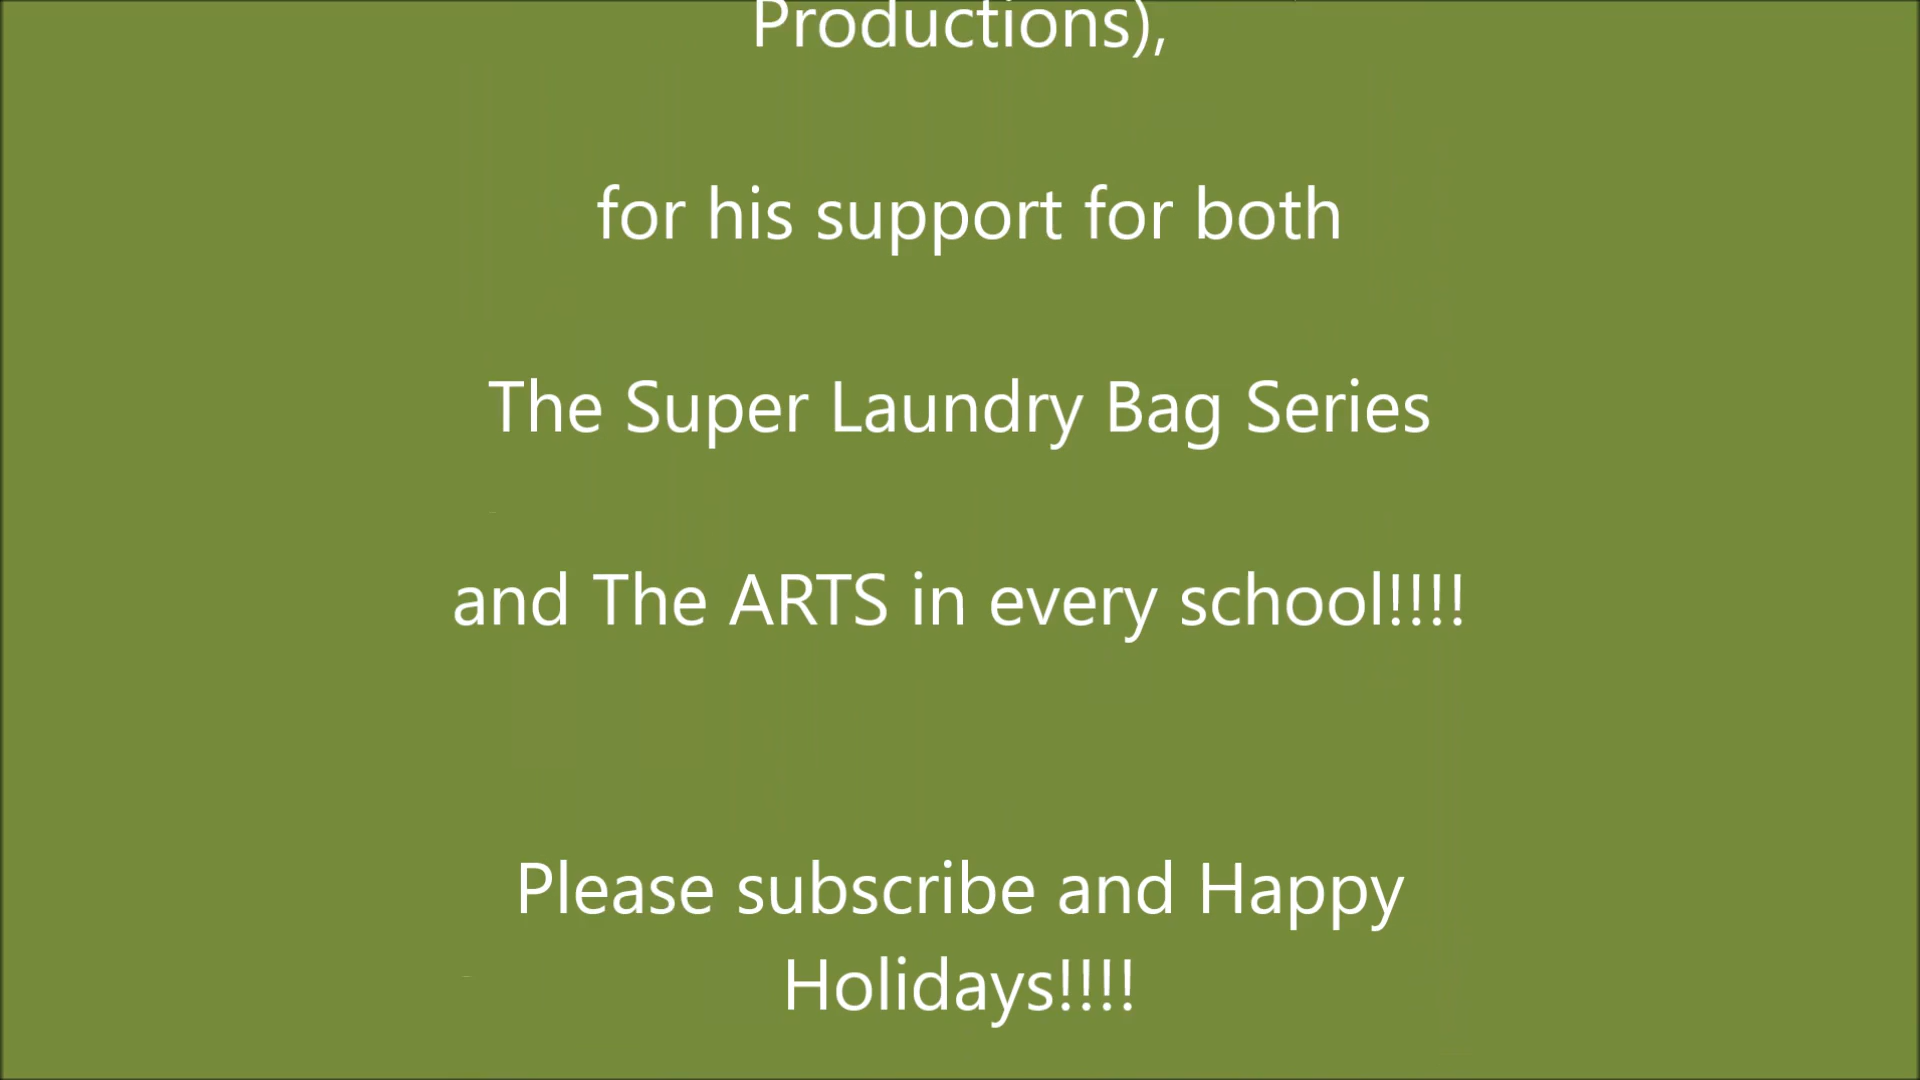 Productions),
for his support for both
The Super Laundry Bag Series
and The ARTS in every school!!!!
Please subscribe and Happy
Holidays!!!!